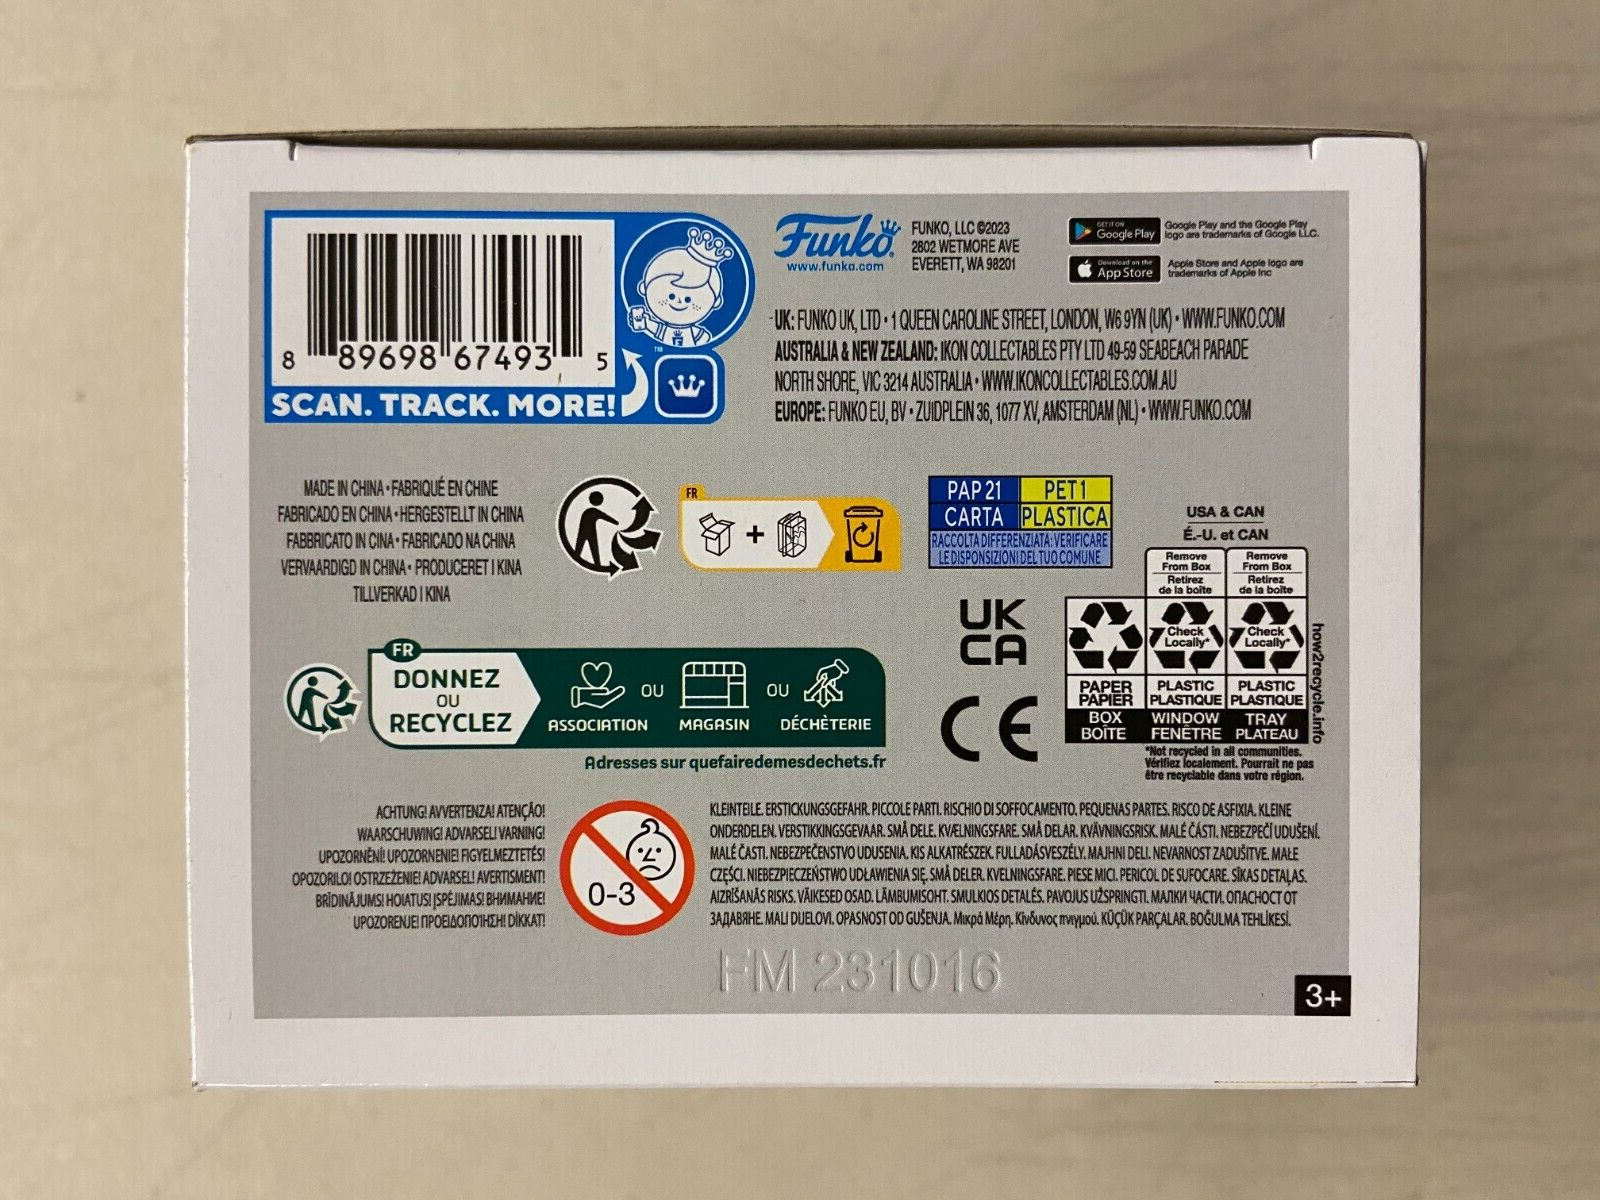 8 89698 67493 5
SCAN. TRACK. MORE!
™
Funko
www.funko.com
FUNKO, LLC ©2023
2802 WETMORE AVE
EVERETT, WA 98201
GET IT ON
Google Play
Google Play and the Google Play
logo are trademarks of Google LLC.
Download on the
App Store
Apple Store and Apple logo are
trademarks of Apple Inc
UK: FUNKO UK, LTD • 1 QUEEN CAROLINE STREET, LONDON, W6 9YN (UK) • WWW.FUNKO.COM
AUSTRALIA & NEW ZEALAND: IKON COLLECTABLES PTY LTD 49-59 SEABEACH PARADE
NORTH SHORE, VIC 3214 AUSTRALIA • WWW.IKONCOLLECTABLES.COM.AU
EUROPE: FUNKO EU, BV • ZUIDPLEIN 36, 1077 XV, AMSTERDAM (NL) • WWW.FUNKO.COM
MADE IN CHINA • FABRIQUÉ EN CHINE
FABRICADO EN CHINA • HERGESTELLT IN CHINA
FABBRICATO IN CINA • FABRICADO NA CHINA
VERVAARDIGD IN CHINA • PRODUCERET I KINA
TILLVERKAD I KINA
FR
+
PAP 21 PET 1
CARTA PLASTICA
RACCOLTA DIFFERENZIATA: VERIFICARE
LE DISPOSIZIONI DEL TUO COMUNE
USA & CAN
É.-U. et CAN
Remove From Box
Retirez de la boîte
Remove From Box
Retirez de la boîte
Check Locally*
Check Locally*
PAPER PAPIER
PLASTIC PLASTIQUE
PLASTIC PLASTIQUE
BOX BOÎTE
WINDOW FENÊTRE
TRAY PLATEAU
how2recycle.info
*Not recycled in all communities.
Vérifiez localement. Pourrait ne pas
être recyclable dans votre région.
UK
CA
CE
FR
DONNEZ
OU
RECYCLEZ
ASSOCIATION OU MAGASIN OU DÉCHÈTERIE
Adresses sur quefairedemesdechets.fr
ACHTUNG! AVVERTENZA! ATENÇÃO!
WAARSCHUWING! ADVARSEL! VARNING!
UPOZORNĚNÍ! UPOZORNENIE! FIGYELMEZTETÉS!
OPOZORILO! OSTRZEŻENIE! ADVARSEL! AVERTISMENT!
BRĪDINĀJUMS! HOIATUS! ĮSPĖJIMAS! ВНИМАНИЕ!
UPOZORENJE! ΠΡΟΕΙΔΟΠΟΙΗΣΗ! DİKKAT!
0-3
KLEINTEILE. ERSTICKUNGSGEFAHR. PICCOLE PARTI. RISCHIO DI SOFFOCAMENTO. PEQUENAS PARTES. RISCO DE ASFIXIA. KLEINE
ONDERDELEN. VERSTIKKINGSGEVAAR. SMÅ DELE. KVÆLNINGSFARE. SMÅ DELAR. KVÄVNINGSRISK. MALÉ ČÁSTI. NEBEZPEČÍ UDUŠENÍ.
MALÉ ČASTI. NEBEZPEČENSTVO UDUSENIA. KIS ALKATRÉSZEK. FULLADÁSVESZÉLY. MAJHNI DELI. NEVARNOST ZADUŠITVE. MAŁE
CZĘŚCI. NIEBEZPIECZEŃSTWO UDŁAWIENIA SIĘ. SMÅ DELER. KVELNINGSFARE. PIESE MICI. PERICOL DE SUFOCARE. SĪKAS DETAĻAS.
AIZRĪŠANĀS RISKS. VÄIKESED OSAD. LÄMBUMISOHT. SMULKIOS DETALĖS. PAVOJUS UŽSPRINGTI. МАЛКИ ЧАСТИ. ОПАСНОСТ ОТ
ЗАДАВЯНЕ. MALI DIJELOVI. OPASNOST OD GUŠENJA. Μικρά Μέρη. Κίνδυνος πνιγμού. KÜÇÜK PARÇALAR. BOĞULMA TEHLİKESİ.
FM 231016
3+